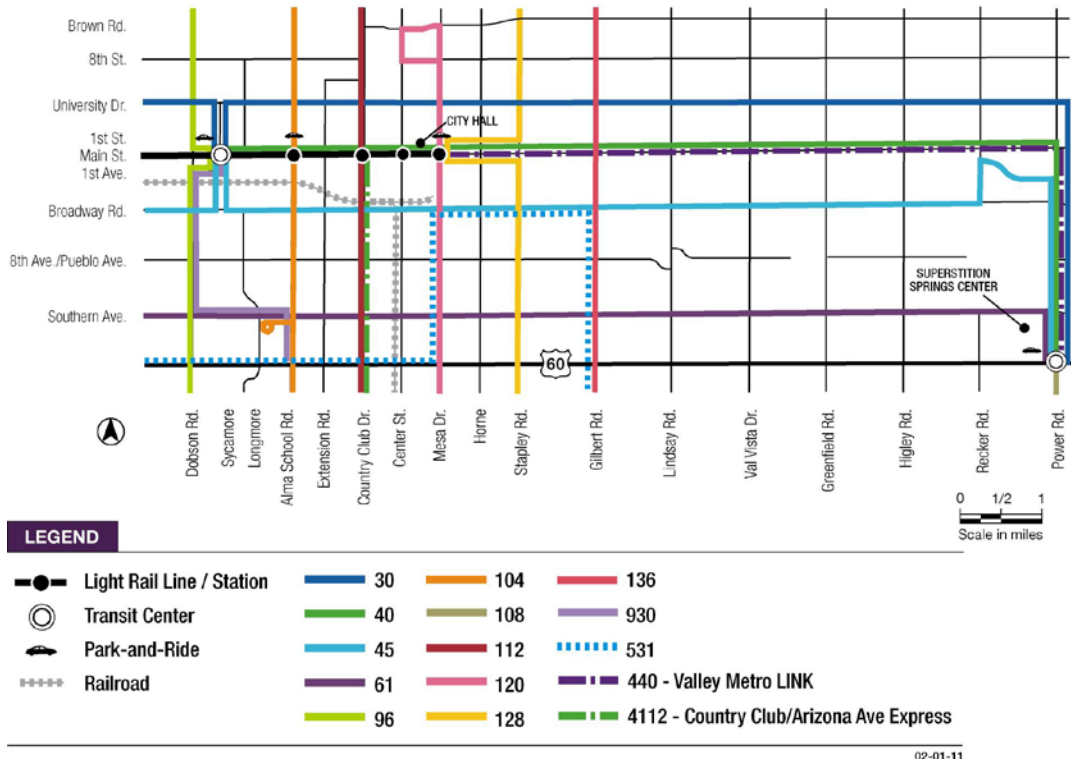 Brown Rd.
8th St.
University Dr.
1st St.
CITY HALL
Main St.
1st Ave.
Broadway Rd.
8th Ave./Pueblo Ave.
SUPERSTITION
SPRINGS CENTER
Southern Ave.
60
Dobson Rd.
Sycamore
Longmore
Alma School Rd.
Extension Rd.
Country Club Dr.
Center St.
Mesa Dr.
Horne
Stapley Rd.
Gilbert Rd.
Lindsay Rd.
Val Vista Dr.
Greenfield Rd.
Higley Rd.
Recker Rd.
Power Rd.
0 1/2 1
Scale in miles
LEGEND
Light Rail Line / Station
Transit Center
Park-and-Ride
Railroad
30
40
45
61
96
104
108
112
120
128
136
930
531
440 - Valley Metro LINK
4112 - Country Club/Arizona Ave Express
02-01-11